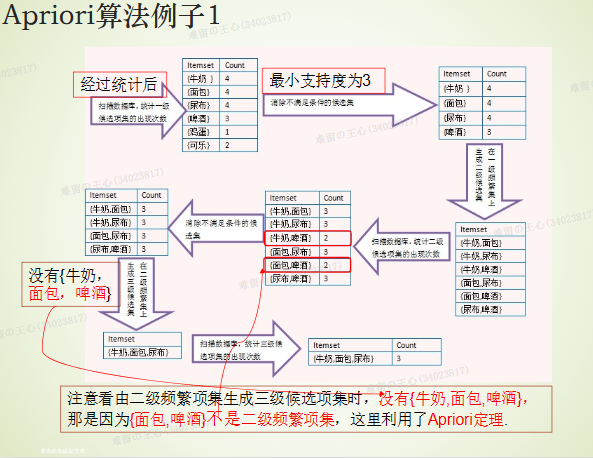 Apriori算法例子1
经过统计后
扫描数据库，统计一级
候选项集的出现次数
Itemset Count
{牛奶 } 4
{面包} 4
{尿布} 4
{啤酒} 3
{鸡蛋} 1
{可乐} 2
最小支持度为3
消除不满足条件的候选集
Itemset Count
{牛奶 } 4
{面包} 4
{尿布} 4
{啤酒} 3
在一级频繁集上
生成二级候选集
Itemset
{牛奶,面包}
{牛奶,尿布}
{牛奶,啤酒}
{面包,尿布}
{面包,啤酒}
{尿布,啤酒}
扫描数据库，统计二级
候选项集的出现次数
Itemset Count
{牛奶,面包} 3
{牛奶,尿布} 3
{牛奶,啤酒} 2
{面包,尿布} 3
{面包,啤酒} 2
{尿布,啤酒} 3
消除不满足条件的候
选集
Itemset Count
{牛奶,面包} 3
{牛奶,尿布} 3
{面包,尿布} 3
{尿布,啤酒} 3
没有{牛奶，
面包，啤酒}
在二级频繁集上
生成三级候选集
Itemset
{牛奶,面包,尿布}
扫描数据库，统计三级候
选项集的出现次数
Itemset Count
{牛奶,面包,尿布} 3
注意看由二级频繁项集生成三级候选项集时，没有{牛奶,面包,啤酒}，
那是因为{面包,啤酒}不是二级频繁项集，这里利用了Apriori定理.
难留の王心(34023817)